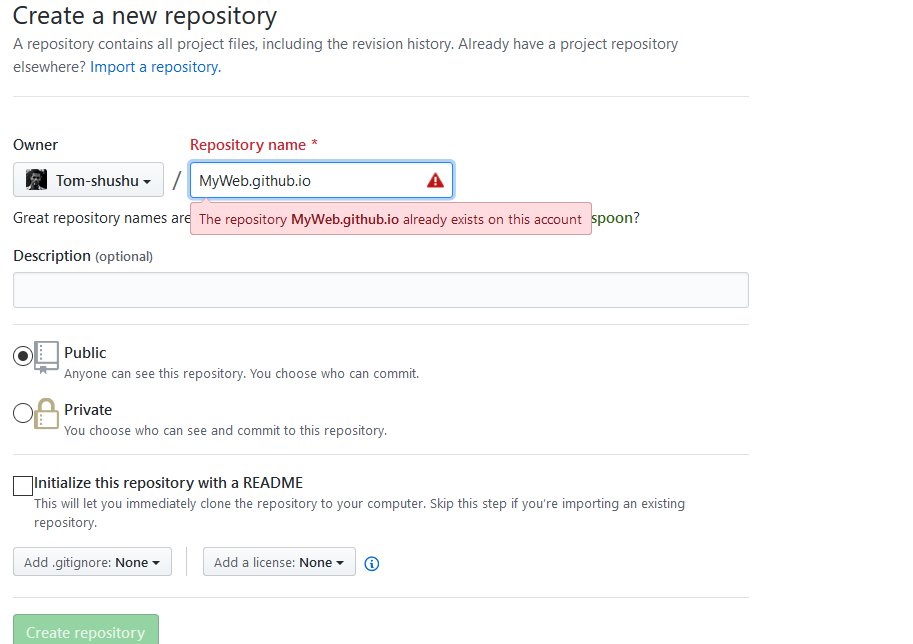 Create a new repository
A repository contains all project files, including the revision history. Already have a project repository
elsewhere? Import a repository.
Owner
Repository name *
Tom-shushu
/
MyWeb.github.io
Great repository names are
The repository MyWeb.github.io already exists on this account
spoon?
Description (optional)
Public
Anyone can see this repository. You choose who can commit.
Private
You choose who can see and commit to this repository.
Initialize this repository with a README
This will let you immediately clone the repository to your computer. Skip this step if you're importing an existing
repository.
Add .gitignore: None
Add a license: None
Create repository